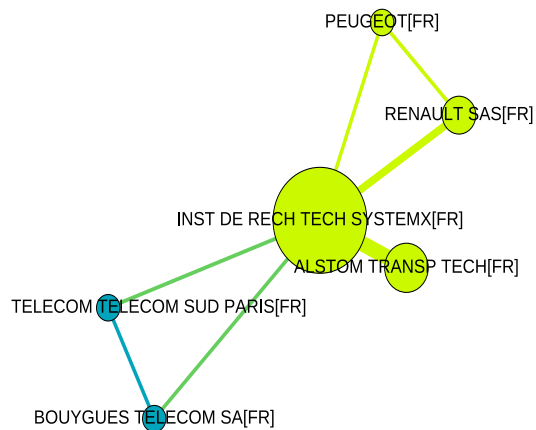 PEUGEOT[FR]
RENAULT SAS[FR]
INST DE RECH TECH SYSTEMX[FR]
ALSTOM TRANSP TECH[FR]
TELECOM TELECOM SUD PARIS[FR]
BOUYGUES TELECOM SA[FR]